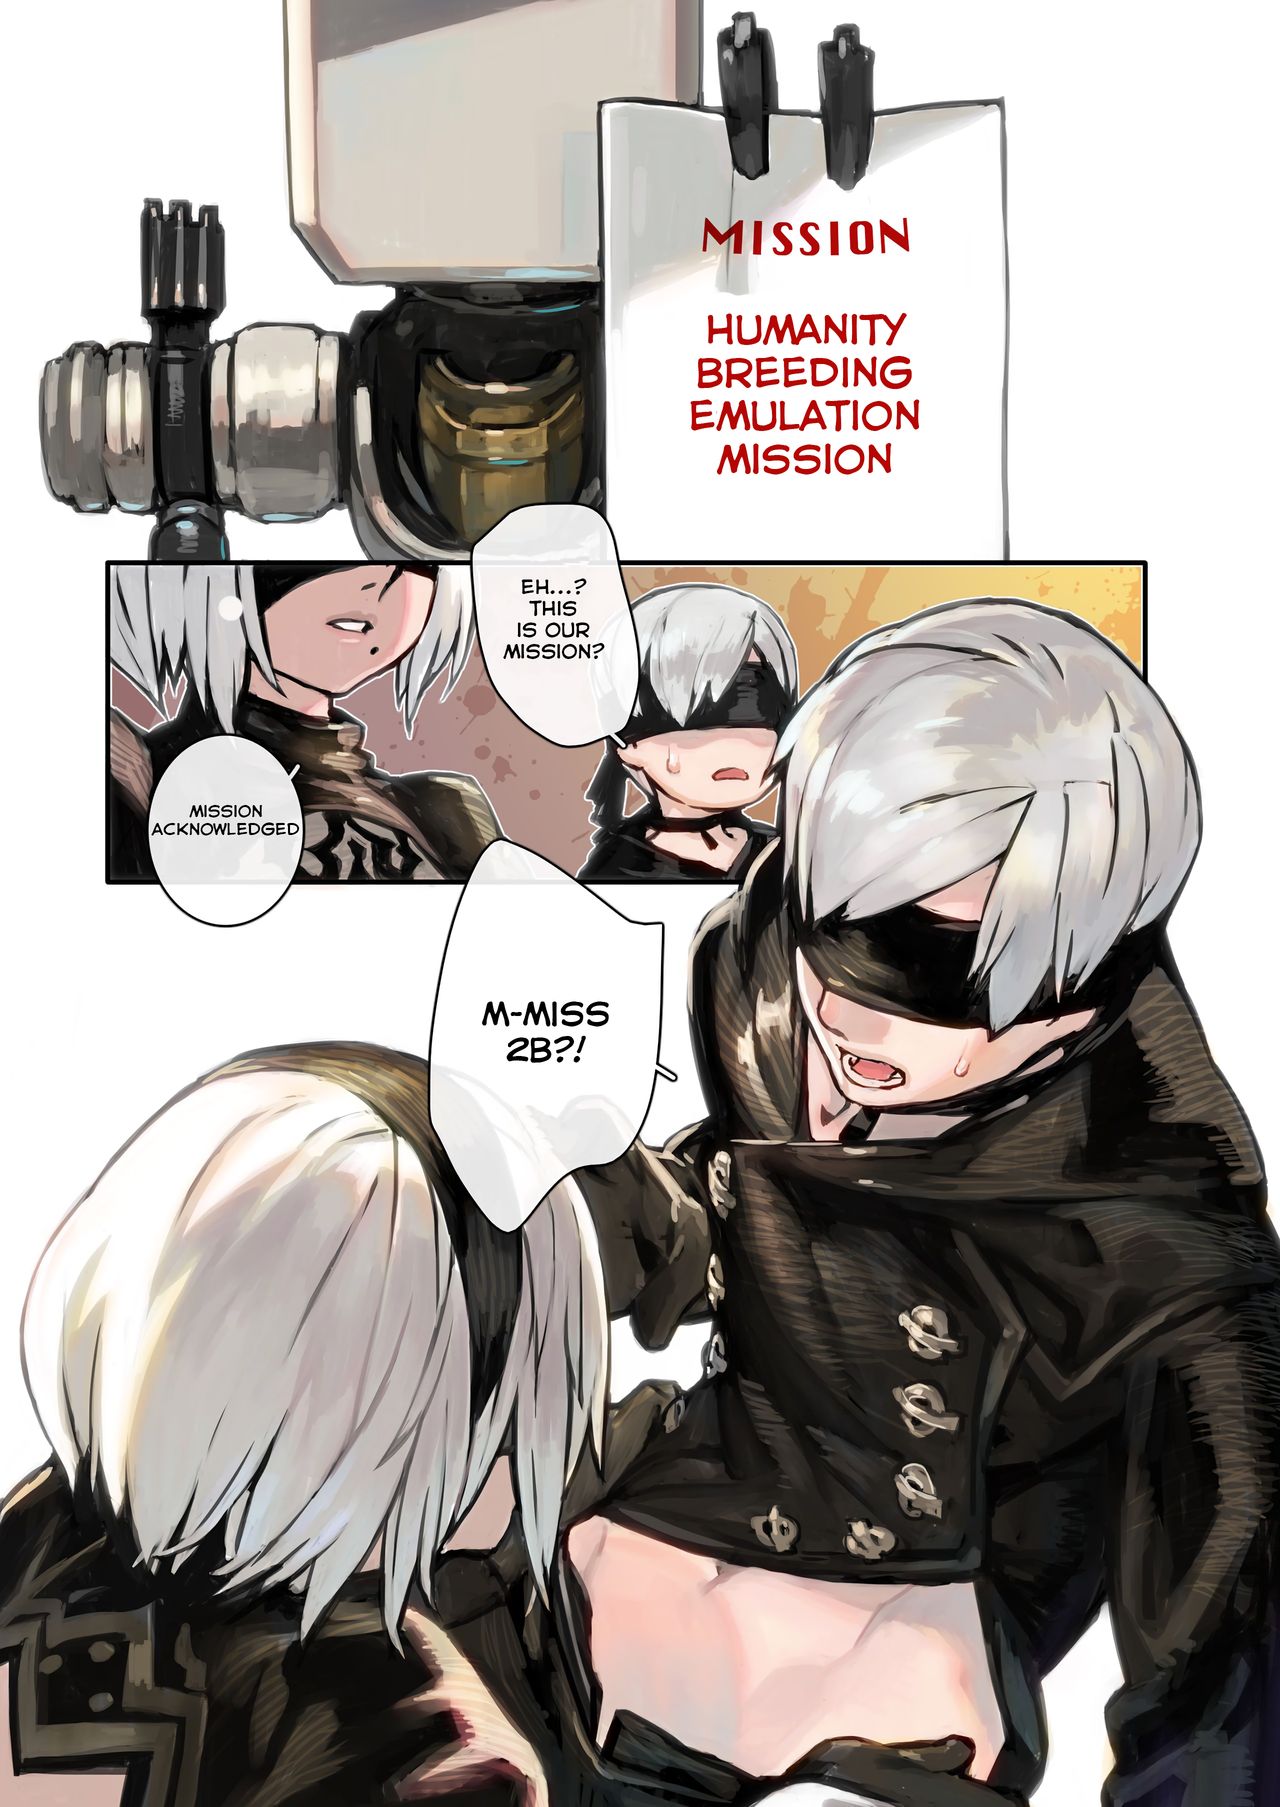 MISSION
HUMANITY
BREEDING
EMULATION
MISSION
EH...?
THIS
IS OUR
MISSION?
MISSION
ACKNOWLEDGED
M-MISS
2B?!